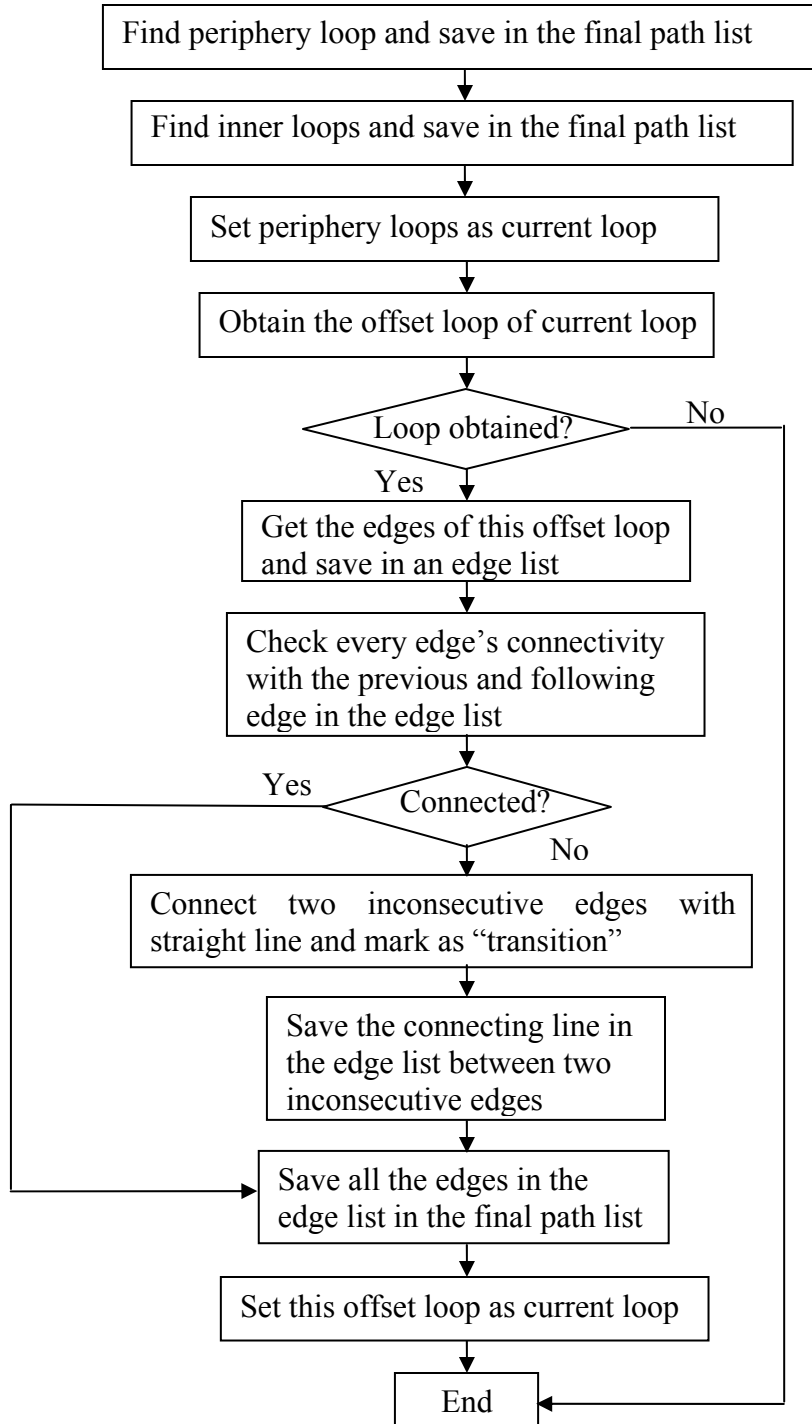 Find periphery loop and save in the final path list
Find inner loops and save in the final path list
Set periphery loops as current loop
Obtain the offset loop of current loop
Loop obtained?
No
Yes
Get the edges of this offset loop
and save in an edge list
Check every edge’s connectivity
with the previous and following
edge in the edge list
Yes
Connected?
No
Connect two inconsecutive edges with
straight line and mark as “transition”
Save the connecting line in
the edge list between two
inconsecutive edges
Save all the edges in the
edge list in the final path list
Set this offset loop as current loop
End